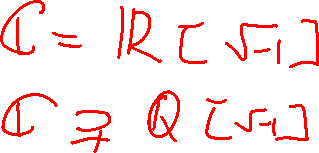 ℂ = ℝ[√-1]
ℂ ⊋ ℚ[√-1]